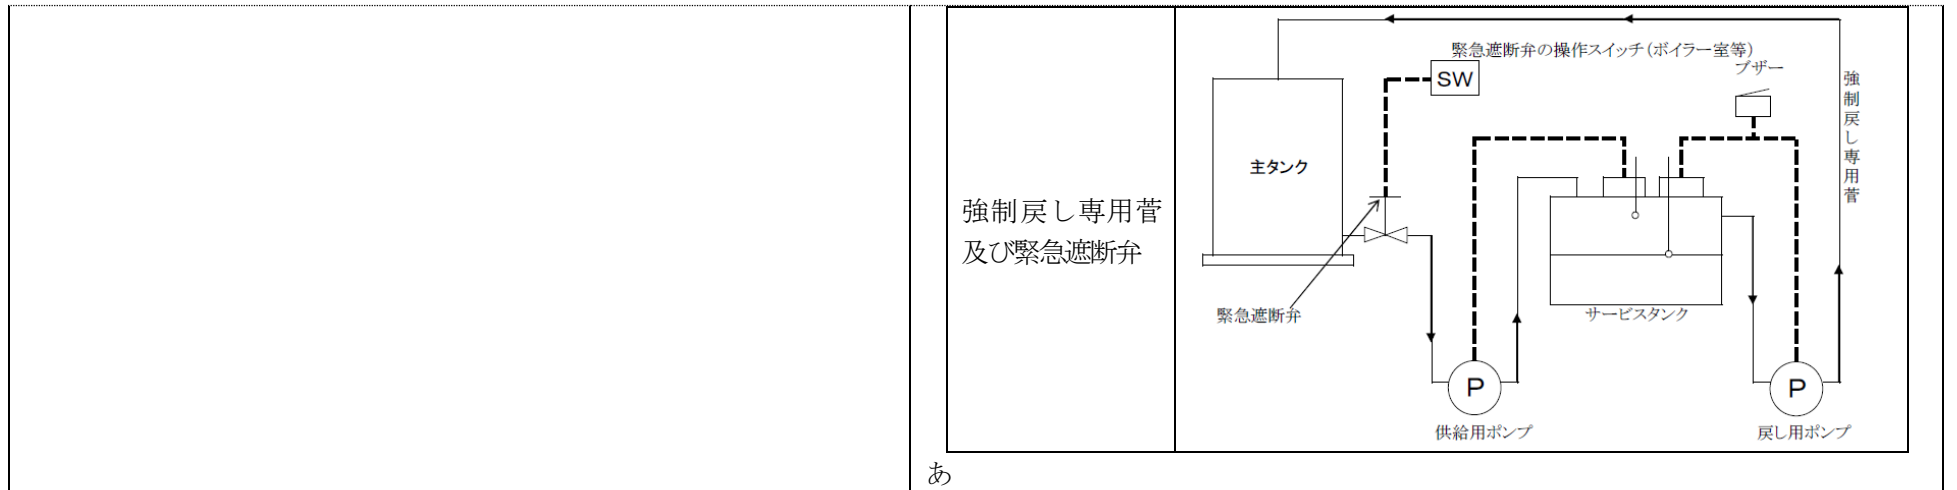 強制戻し専用菅
及び緊急遮断弁
緊急遮断弁の操作スイッチ（ボイラー室等）
SW
ブザー
強制戻し専用菅
主タンク
緊急遮断弁
サービスタンク
P
P
供給用ポンプ
戻し用ポンプ
あ